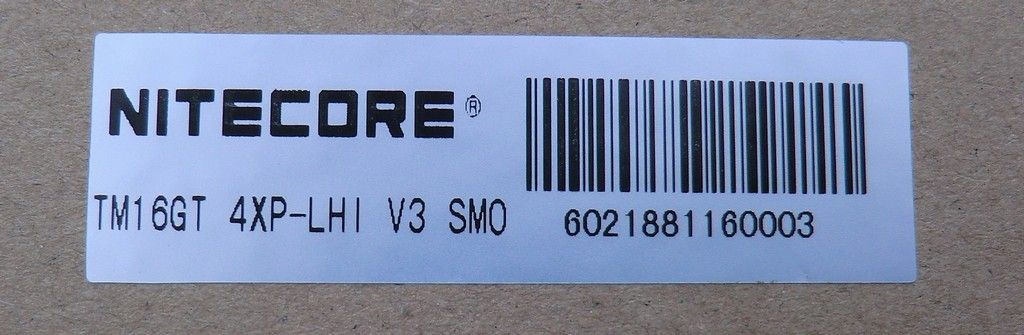 NITECORE®
TM16GT 4XP-LHI V3 SMO
6021881160003